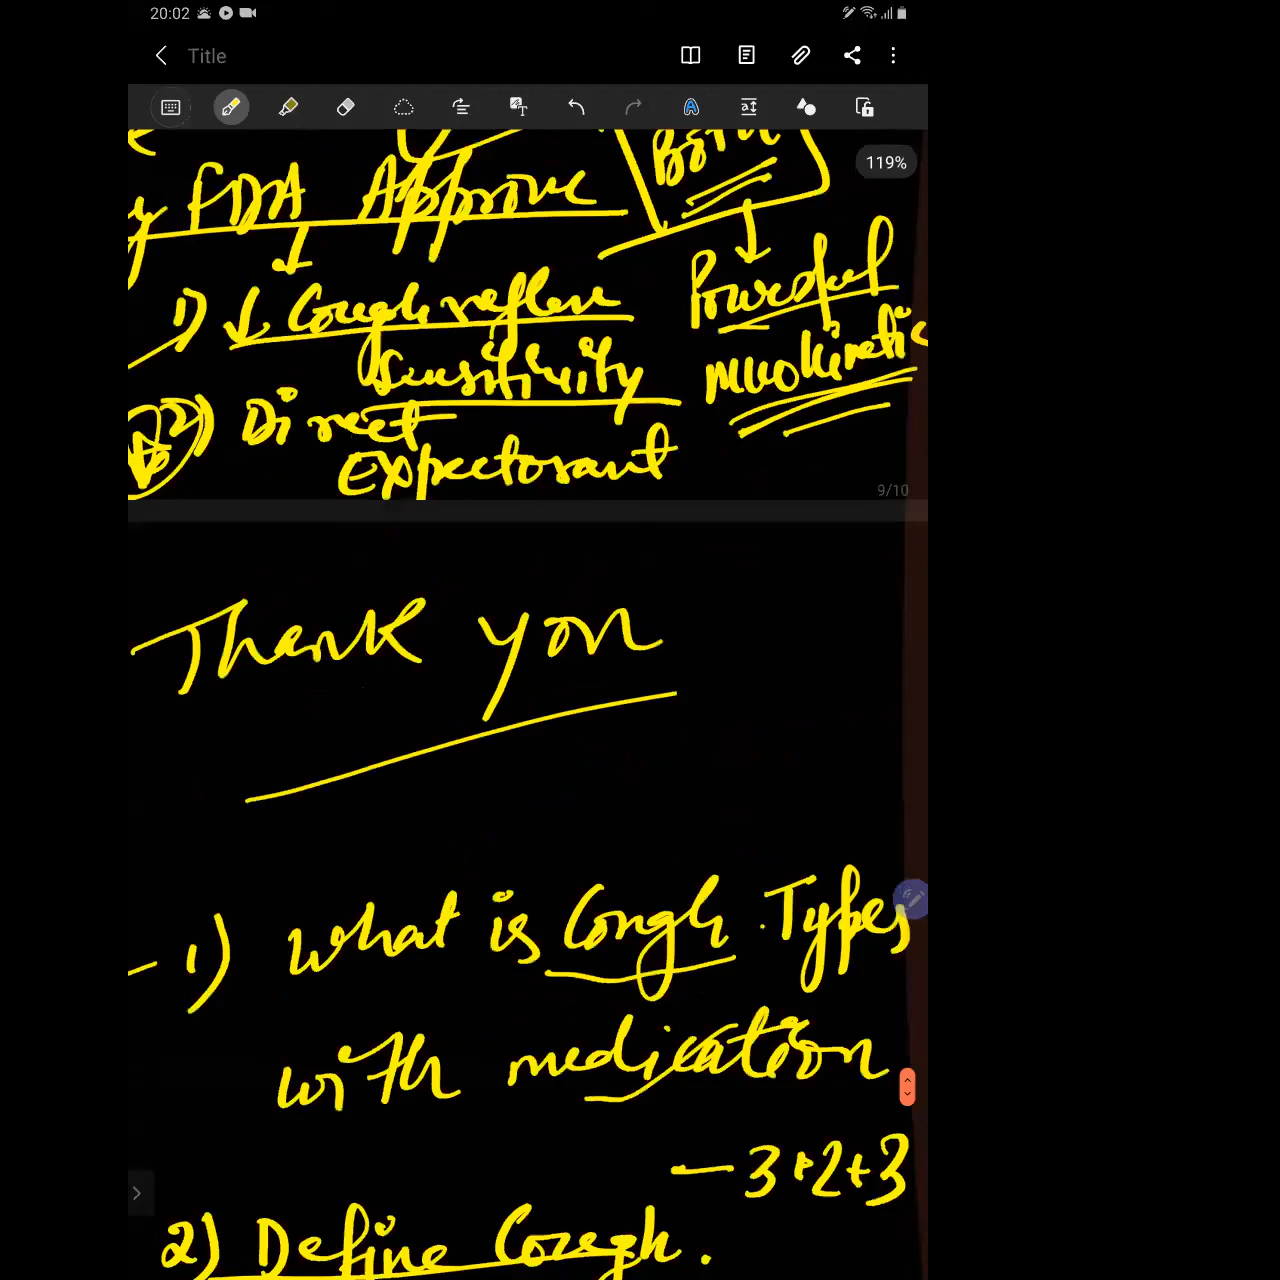 20:02
Title
119%
FDA Approve
Both
1) ↓ Cough reflex
Sensitivity
Powerful
mucokinetic
2) Direct
Expectorant
9/10
Thank you
- 1) What is Cough. Types
with medication
- 3+2+3
2) Define Cough.